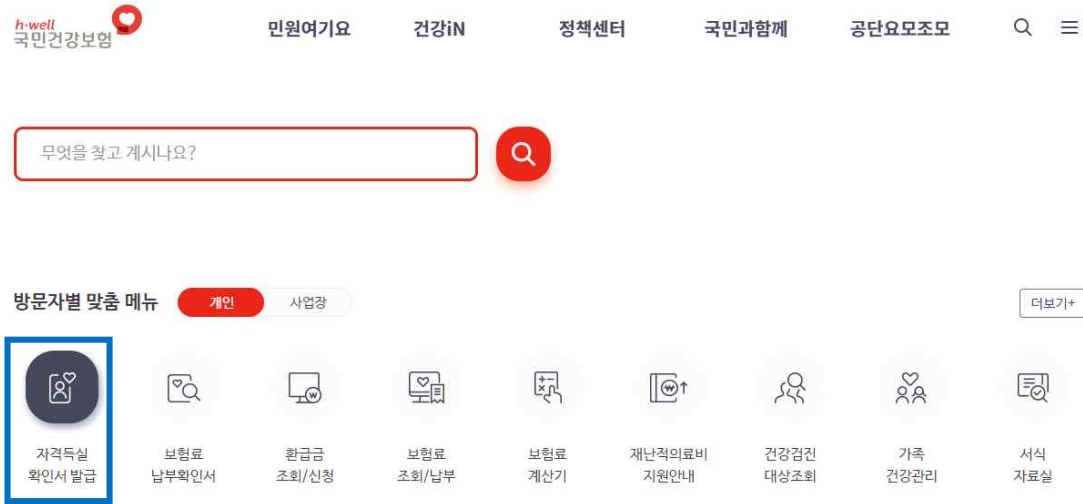 h·well
국민건강보험
민원여기요 건강iN 정책센터 국민과함께 공단요모조모
무엇을 찾고 계시나요?
방문자별 맞춤 메뉴 개인 사업장 더보기+
자격득실 보험료 환급금 보험료 보험료 재난적의료비 건강검진 가족 서식
확인서 발급 납부확인서 조회/신청 조회/납부 계산기 지원안내 대상조회 건강관리 자료실